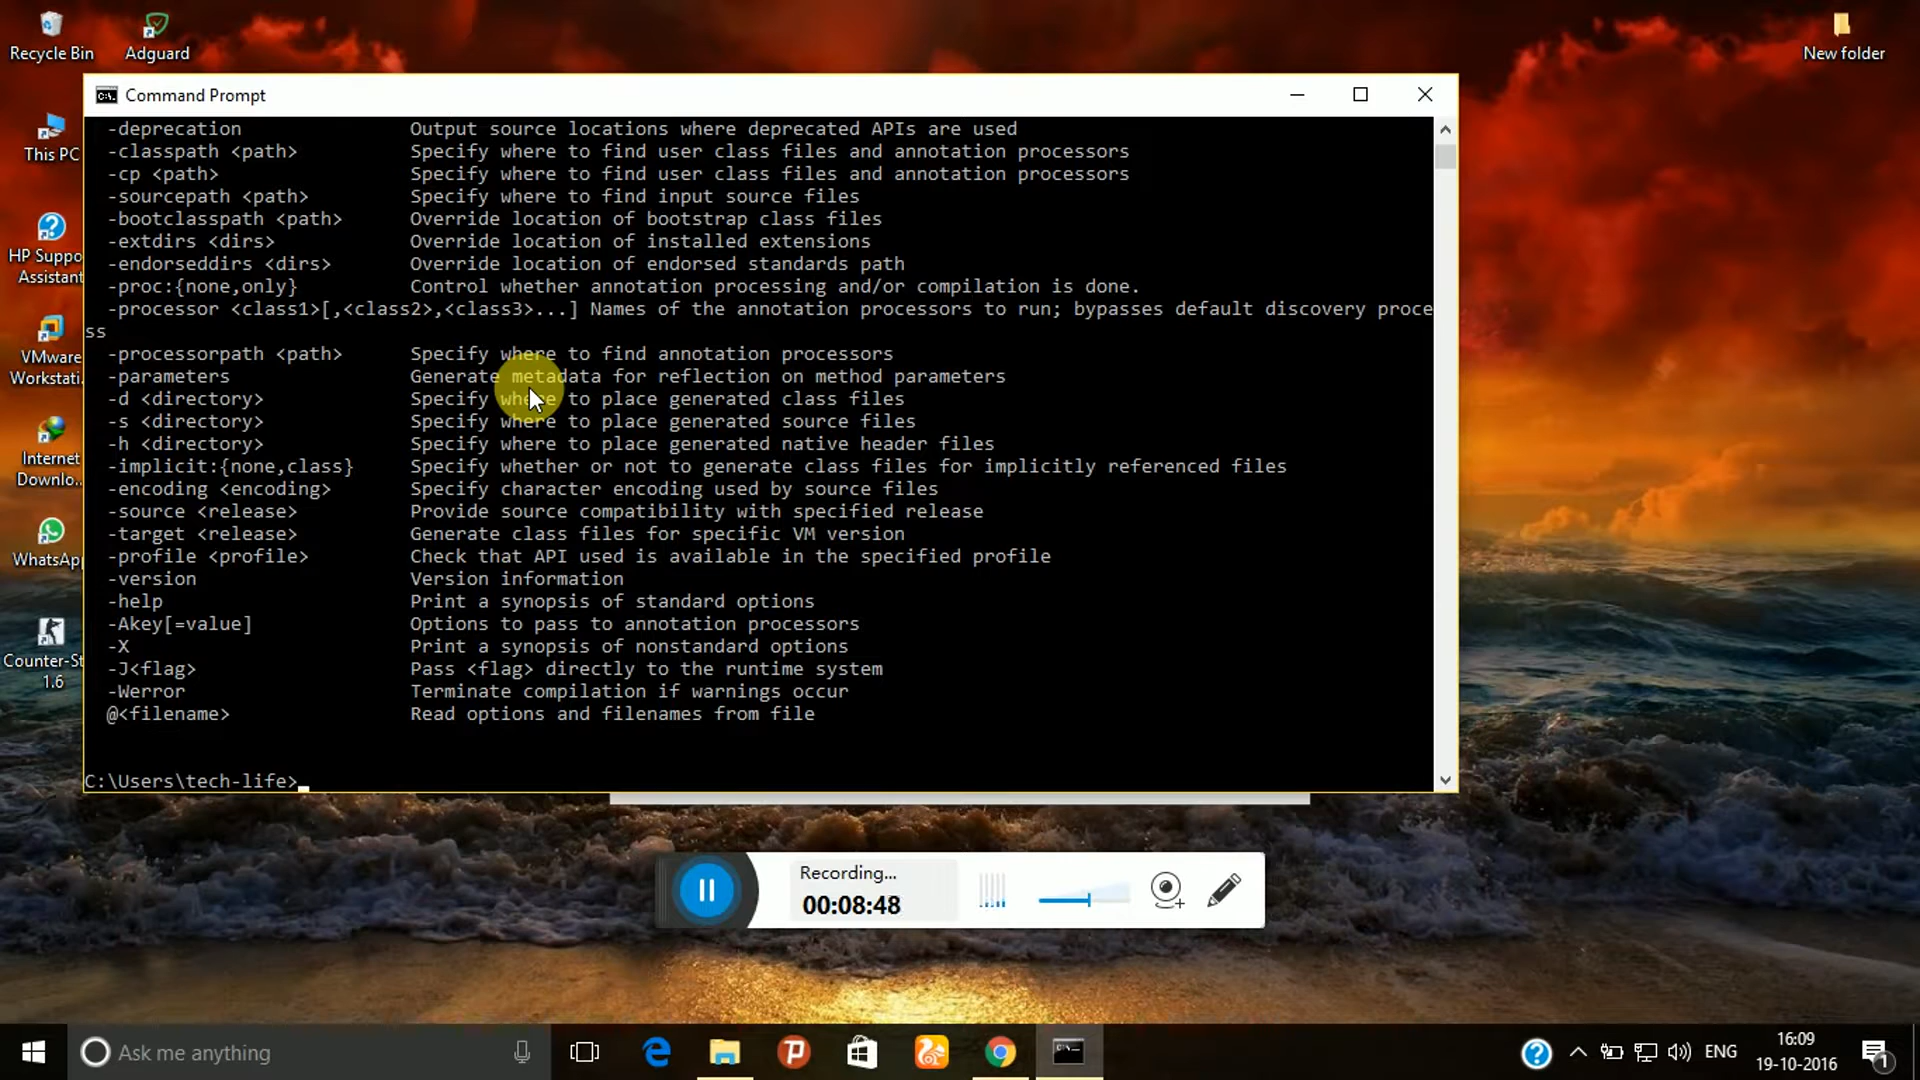 Recycle Bin
Adguard
New folder
This PC
HP Suppo
Assistant
VMware
Workstati...
Internet
Downlo...
WhatsApp
Counter-St
1.6
Command Prompt
-deprecation Output source locations where deprecated APIs are used
-classpath <path> Specify where to find user class files and annotation processors
-cp <path> Specify where to find user class files and annotation processors
-sourcepath <path> Specify where to find input source files
-bootclasspath <path> Override location of bootstrap class files
-extdirs <dirs> Override location of installed extensions
-endorseddirs <dirs> Override location of endorsed standards path
-proc:{none,only} Control whether annotation processing and/or compilation is done.
-processor <class1>[,<class2>,<class3>...] Names of the annotation processors to run; bypasses default discovery proce
ss
-processorpath <path> Specify where to find annotation processors
-parameters Generate metadata for reflection on method parameters
-d <directory> Specify where to place generated class files
-s <directory> Specify where to place generated source files
-h <directory> Specify where to place generated native header files
-implicit:{none,class} Specify whether or not to generate class files for implicitly referenced files
-encoding <encoding> Specify character encoding used by source files
-source <release> Provide source compatibility with specified release
-target <release> Generate class files for specific VM version
-profile <profile> Check that API used is available in the specified profile
-version Version information
-help Print a synopsis of standard options
-Akey[=value] Options to pass to annotation processors
-X Print a synopsis of nonstandard options
-J<flag> Pass <flag> directly to the runtime system
-Werror Terminate compilation if warnings occur
@<filename> Read options and filenames from file
C:\Users\tech-life>
Recording...
00:08:48
Ask me anything
ENG
16:09
19-10-2016
1